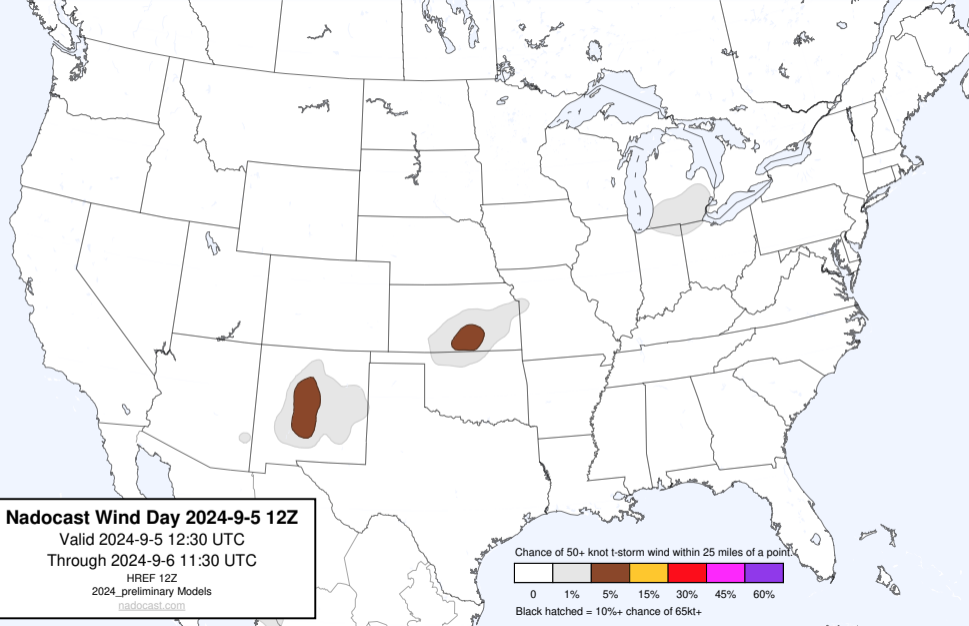 Nadocast Wind Day 2024-9-5 12Z
Valid 2024-9-5 12:30 UTC
Through 2024-9-6 11:30 UTC
HREF 12Z
2024_preliminary Models
nadocast.com
Chance of 50+ knot t-storm wind within 25 miles of a point.
0 1% 5% 15% 30% 45% 60%
Black hatched = 10%+ chance of 65kt+